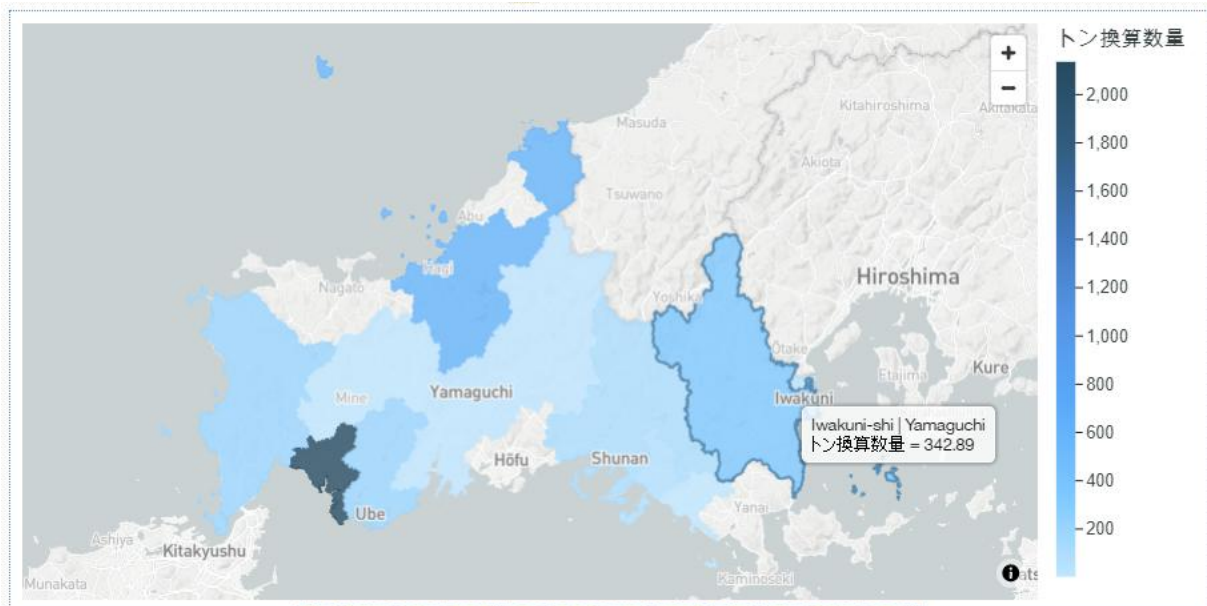 トン換算数量
+
−
2,000
1,800
1,600
1,400
1,200
1,000
800
600
400
200
Kitahiroshima
Akitakata
Masuda
Akiota
Tsuwano
Abu
Hagi
Hiroshima
Nagato
Yoshika
Ōtake
Etajima
Kure
Mine
Yamaguchi
Iwakuni
Iwakuni-shi | Yamaguchi
トン換算数量 = 342.89
Hōfu
Shunan
Yanai
Ube
Ashiya
Kitakyushu
Munakata
Kaminoseki